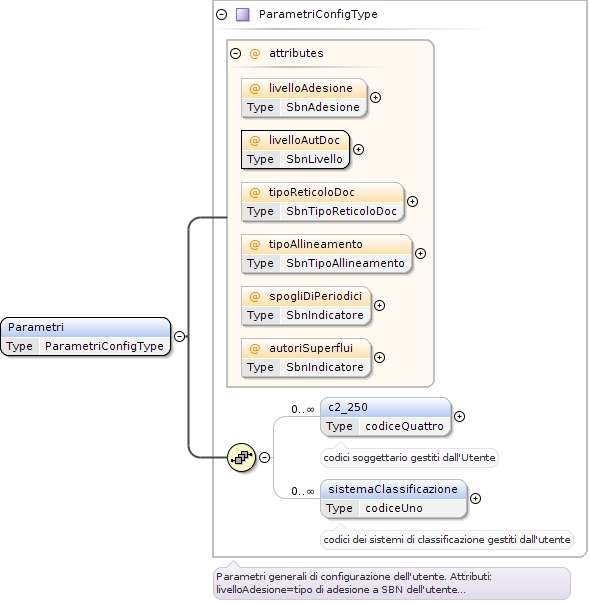 ParametriConfigType
@ attributes
@ livelloAdesione
Type SbnAdesione
@ livelloAutDoc
Type SbnLivello
@ tipoReticoloDoc
Type SbnTipoReticoloDoc
@ tipoAllineamento
Type SbnTipoAllineamento
@ spogliDiPeriodici
Type SbnIndicatore
@ autoriSuperflui
Type SbnIndicatore
Parametri
Type ParametriConfigType
0..∞
c2_250
Type codiceQuattro
codici soggettario gestiti dall'Utente
0..∞
sistemaClassificazione
Type codiceUno
codici dei sistemi di classificazione gestiti dall'utente
Parametri generali di configurazione dell'utente. Attributi:
livelloAdesione=tipo di adesione a SBN dell'utente...